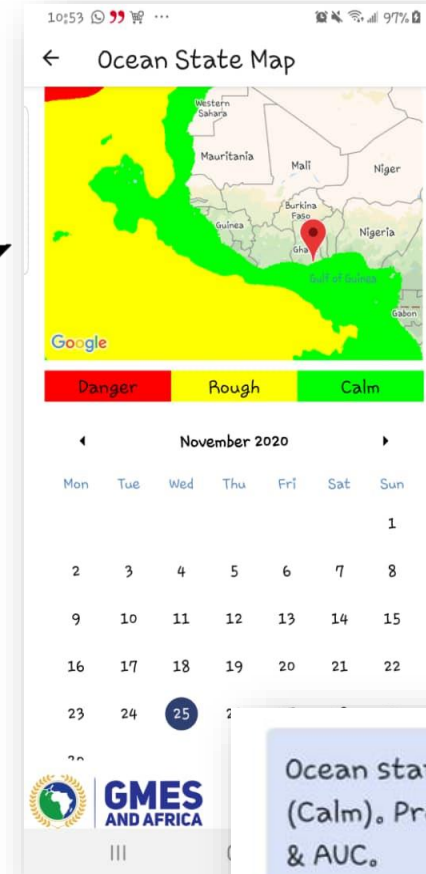 10:53 97%
← Ocean State Map
Western
Sahara
Mauritania
Mali
Niger
Burkina
Faso
Guinea
Gha
Nigeria
Gulf of Guinea
Gabon
Google
Danger Rough Calm
November 2020
Mon Tue Wed Thu Fri Sat Sun
1
2 3 4 5 6 7 8
9 10 11 12 13 14 15
16 17 18 19 20 21 22
23 24 25
GMES
AND AFRICA
Ocean sta
(Calm). Pr
& AUC.